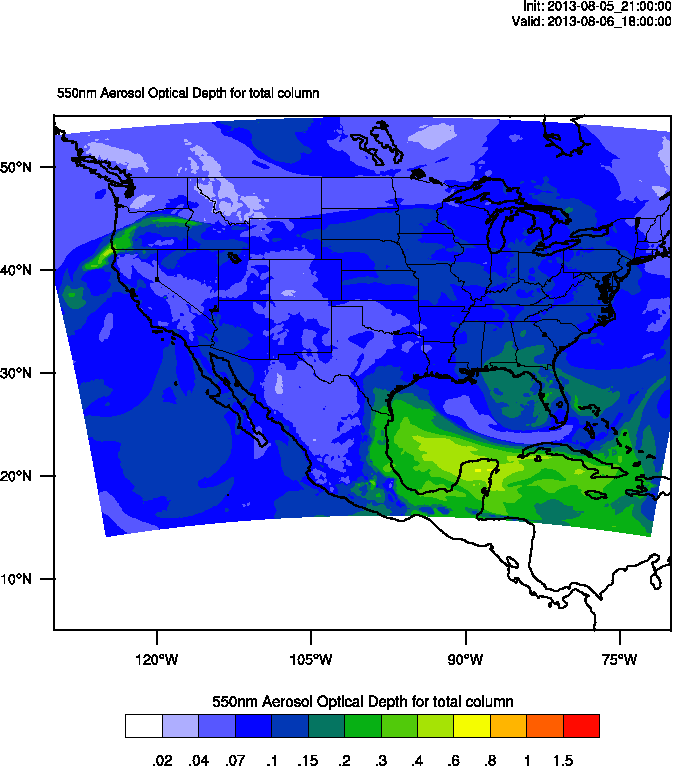 Init: 2013-08-05_21:00:00
Valid: 2013-08-06_18:00:00
550nm Aerosol Optical Depth for total column
50°N
40°N
30°N
20°N
10°N
120°W 105°W 90°W 75°W
550nm Aerosol Optical Depth for total column
.02 .04 .07 .1 .15 .2 .3 .4 .6 .8 1 1.5